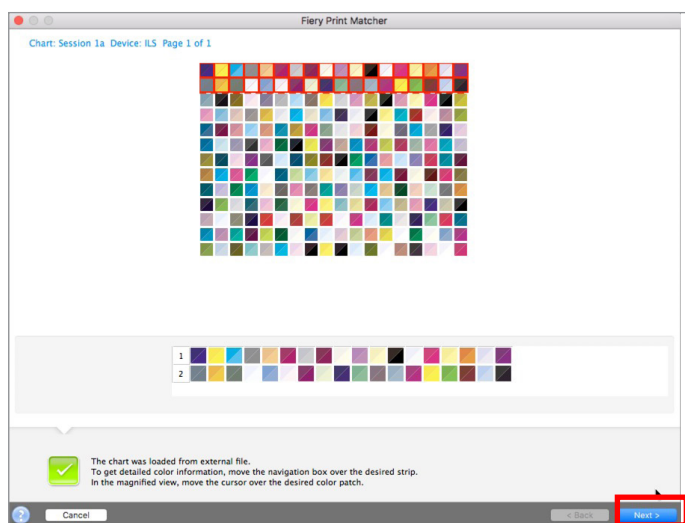 Fiery Print Matcher
Chart: Session 1a Device: ILS Page 1 of 1
1
2
The chart was loaded from external file.
To get detailed color information, move the navigation box over the desired strip.
In the magnified view, move the cursor over the desired color patch.
? Cancel < Back Next >